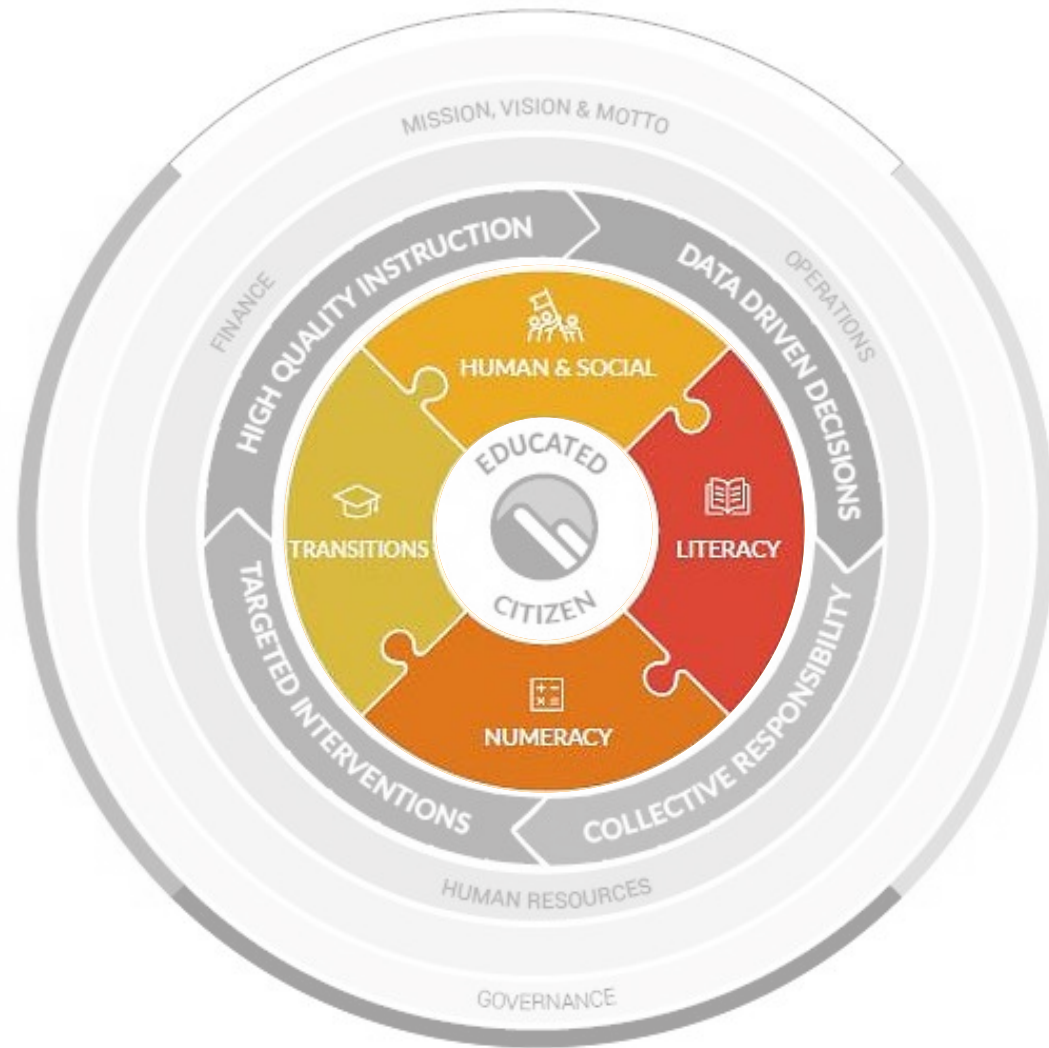 MISSION, VISION & MOTTO
FINANCE
OPERATIONS
HIGH QUALITY INSTRUCTION
DATA DRIVEN DECISIONS
HUMAN & SOCIAL
EDUCATED
CITIZEN
TRANSITIONS
LITERACY
NUMERACY
TARGETED INTERVENTIONS
COLLECTIVE RESPONSIBILITY
HUMAN RESOURCES
GOVERNANCE